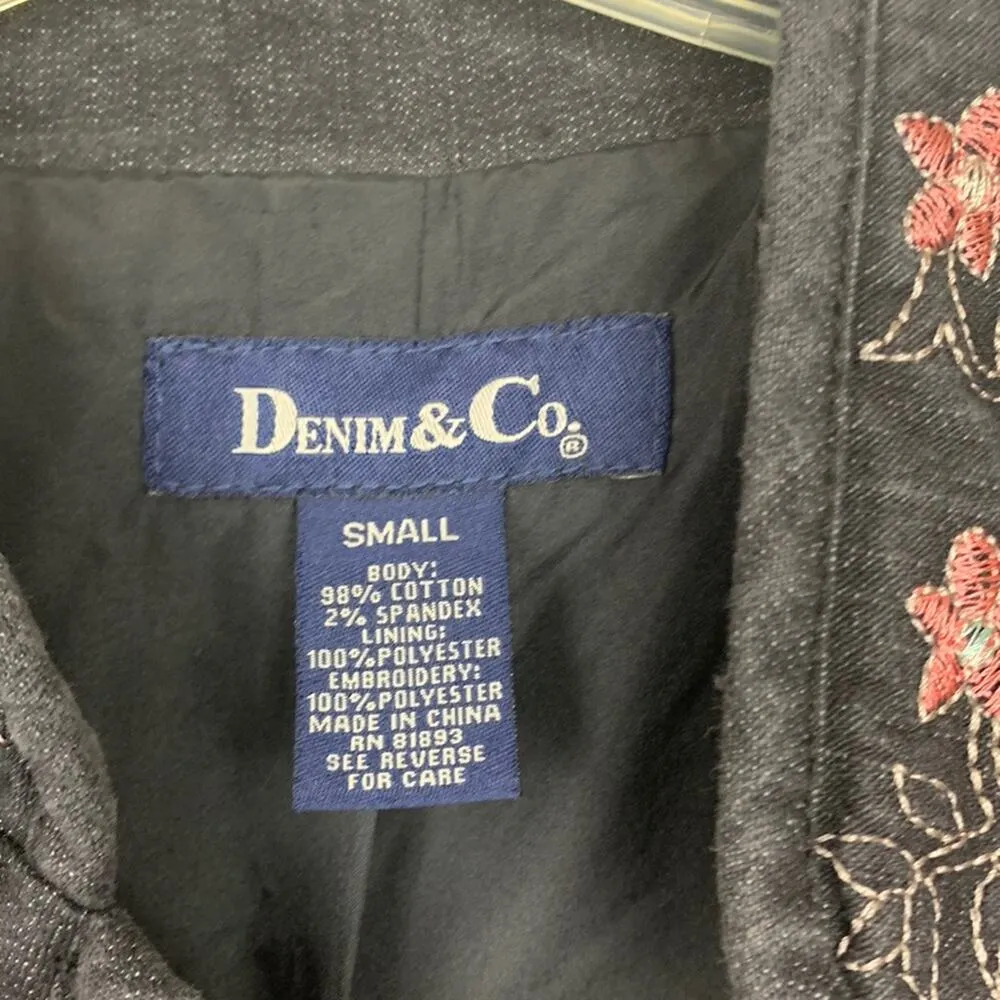 DENIM & CO.®
SMALL
BODY:
98% COTTON
2% SPANDEX
LINING:
100% POLYESTER
EMBROIDERY:
100% POLYESTER
MADE IN CHINA
RN 81893
SEE REVERSE
FOR CARE